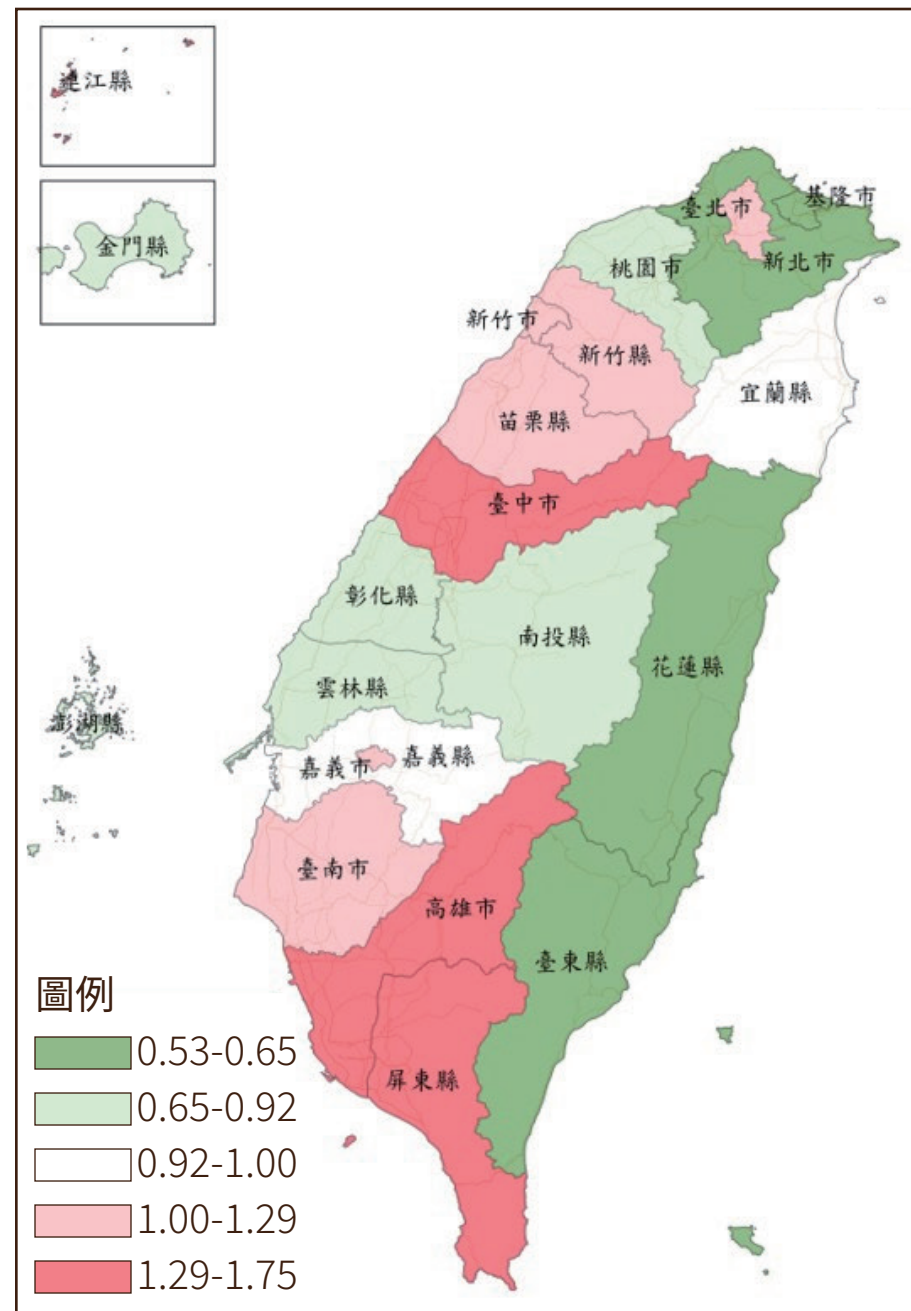 連江縣
金門縣
基隆市
臺北市
新北市
桃園市
新竹市
新竹縣
宜蘭縣
苗栗縣
臺中市
彰化縣
南投縣
花蓮縣
雲林縣
澎湖縣
嘉義市
嘉義縣
臺南市
高雄市
臺東縣
屏東縣
圖例
0.53-0.65
0.65-0.92
0.92-1.00
1.00-1.29
1.29-1.75